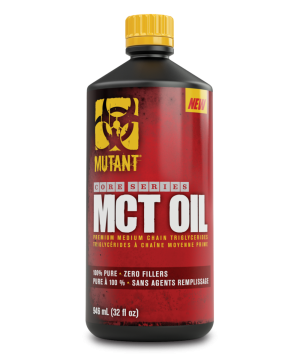 NEW
MUTANT
CORE SERIES
MCT OIL
PREMIUM MEDIUM CHAIN TRIGLYCERIDES
TRIGLYCÉRIDES À CHAÎNE MOYENNE PRIME
100% PURE • ZERO FILLERS
PURE À 100 % • SANS AGENTS REMPLISSAGE
946 mL (32 fl oz)